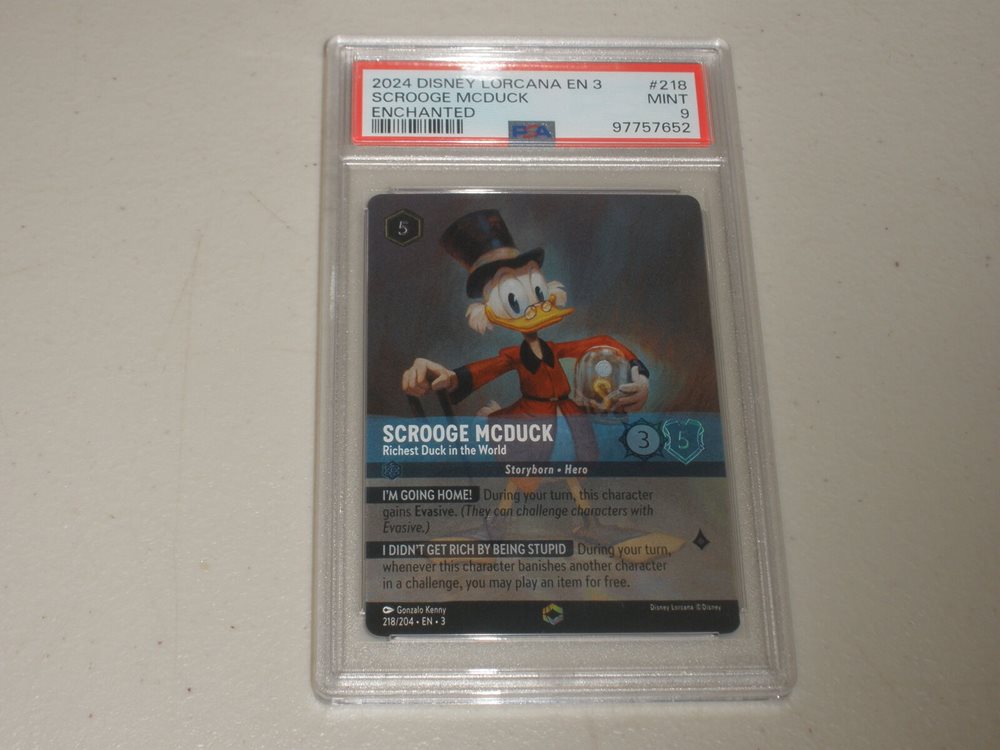 2024 DISNEY LORCANA EN 3 #218
SCROOGE MCDUCK MINT
ENCHANTED 9
PSA 97757652
5
SCROOGE MCDUCK
Richest Duck in the World
3 5
Storyborn • Hero
I'M GOING HOME! During your turn, this character
gains Evasive. (They can challenge characters with
Evasive.)
I DIDN'T GET RICH BY BEING STUPID During your turn,
whenever this character banishes another character
in a challenge, you may play an item for free.
Gonzalo Kenny Disney Lorcana ©Disney
218/204 • EN • 3